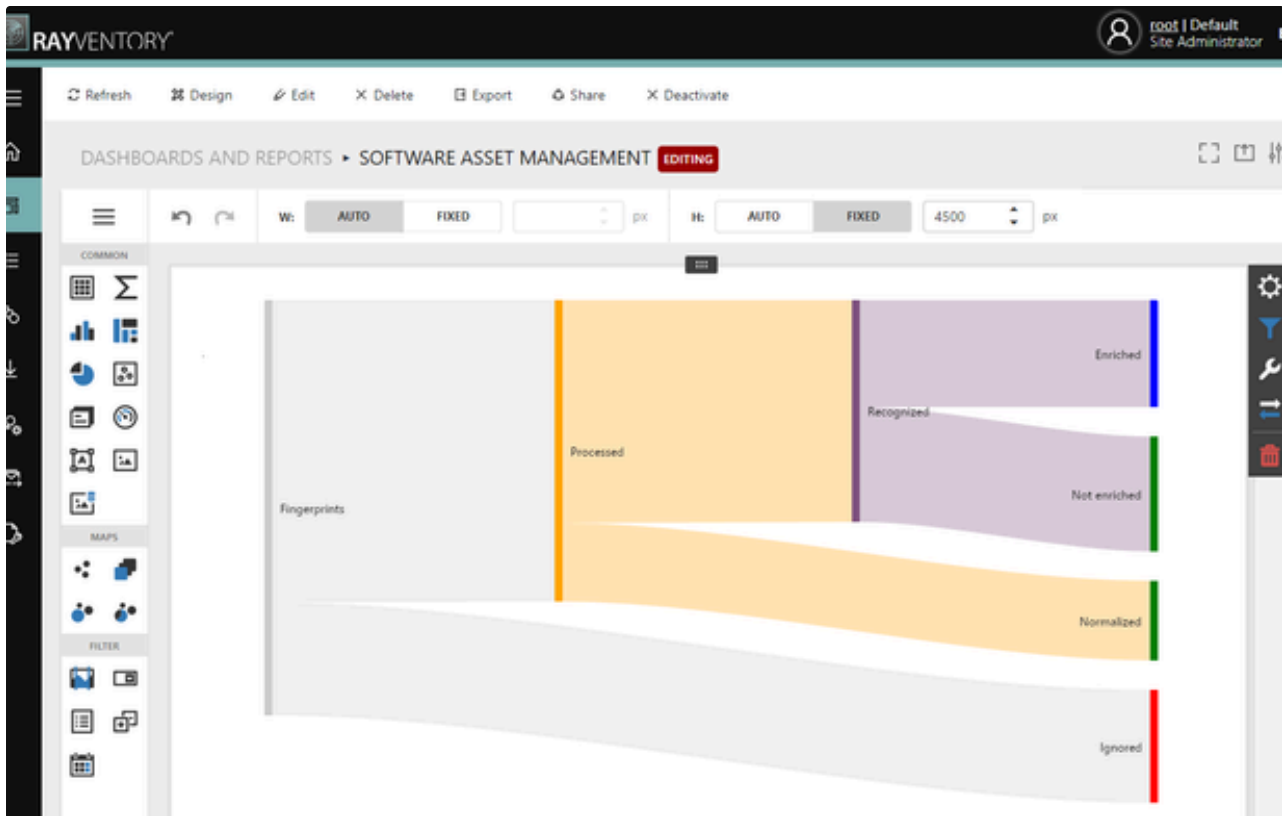 RAYVENTORY
root | Default
Site Administrator
Refresh Design Edit Delete Export Share Deactivate
DASHBOARDS AND REPORTS ▸ SOFTWARE ASSET MANAGEMENT EDITING
W: AUTO FIXED px H: AUTO FIXED 4500 px
COMMON
Enriched
Recognized
Processed
Not enriched
Fingerprints
MAPS
Normalized
FILTER
Ignored